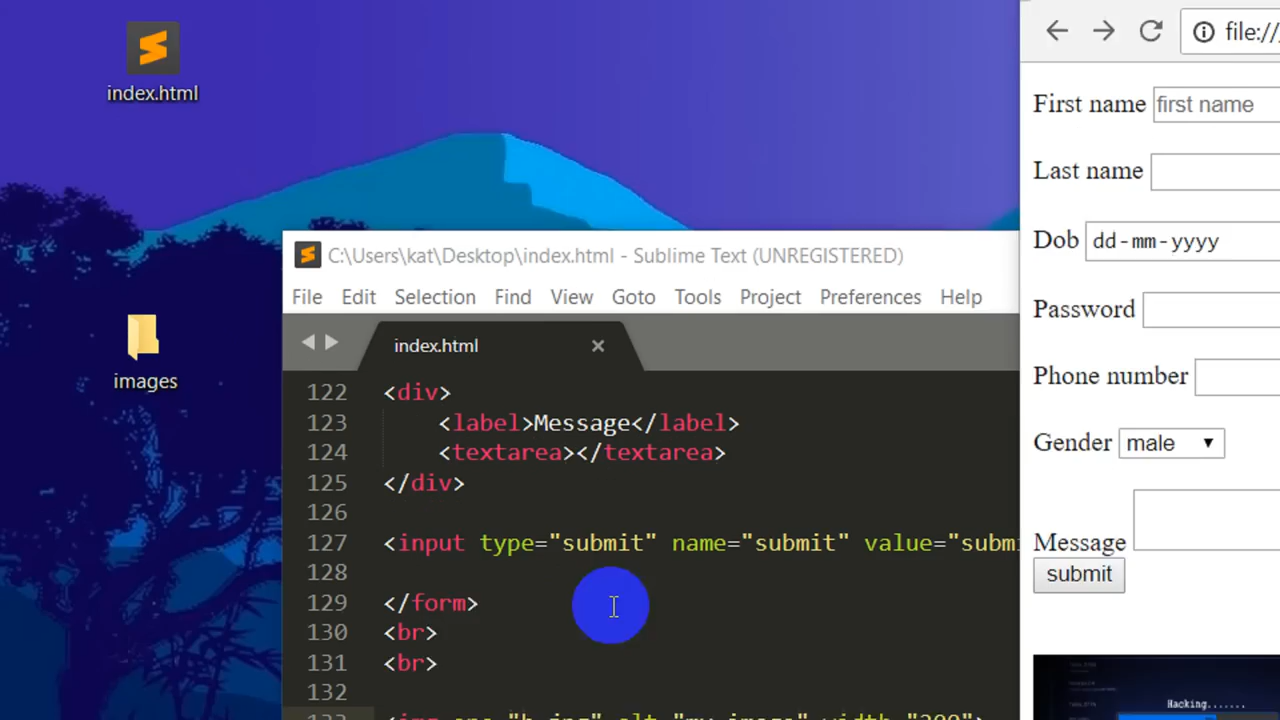 index.html
images
C:\Users\kat\Desktop\index.html - Sublime Text (UNREGISTERED)
File Edit Selection Find View Goto Tools Project Preferences Help
index.html
122 <div>
123 <label>Message</label>
124 <textarea></textarea>
125 </div>
126
127 <input type="submit" name="submit" value="submi
128
129 </form>
130 <br>
131 <br>
132
file://
First name first name
Last name
Dob dd-mm-yyyy
Password
Phone number
Gender male
Message
submit
Hacking.......